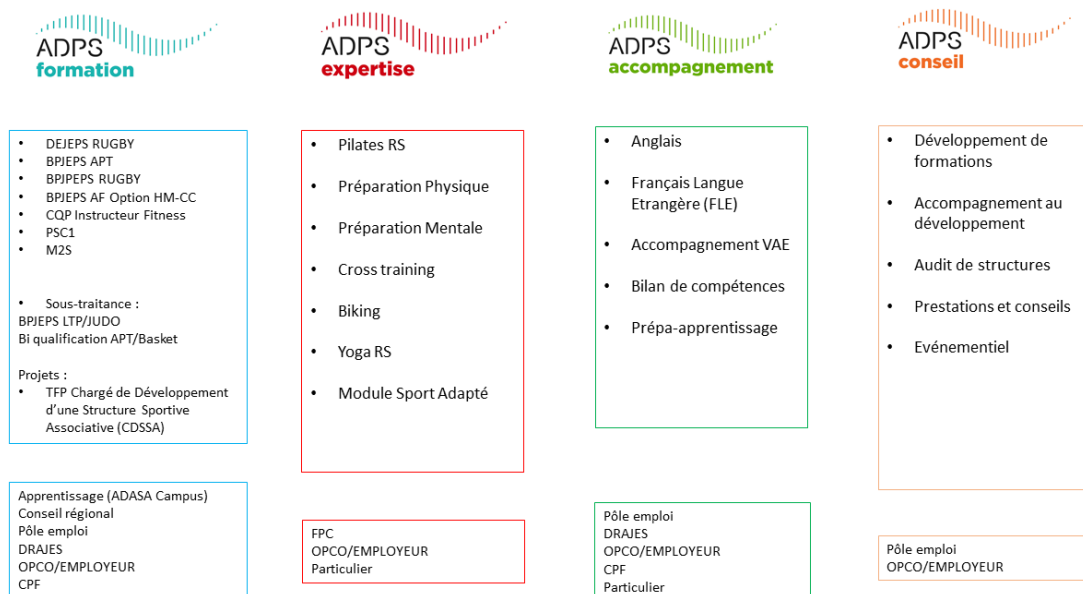 ADPS
formation
• DEJEPS RUGBY
• BPJEPS APT
• BPJPEPS RUGBY
• BPJEPS AF Option HM-CC
• CQP Instructeur Fitness
• PSC1
• M2S
• Sous-traitance :
BPJEPS LTP/JUDO
Bi qualification APT/Basket
Projets :
• TFP Chargé de Développement
d’une Structure Sportive
Associative (CDSSA)
Apprentissage (ADASA Campus)
Conseil régional
Pôle emploi
DRAJES
OPCO/EMPLOYEUR
CPF
ADPS
expertise
• Pilates RS
• Préparation Physique
• Préparation Mentale
• Cross training
• Biking
• Yoga RS
• Module Sport Adapté
FPC
OPCO/EMPLOYEUR
Particulier
ADPS
accompagnement
• Anglais
• Français Langue
Etrangère (FLE)
• Accompagnement VAE
• Bilan de compétences
• Prépa-apprentissage
Pôle emploi
DRAJES
OPCO/EMPLOYEUR
CPF
Particulier
ADPS
conseil
• Développement de
formations
• Accompagnement au
développement
• Audit de structures
• Prestations et conseils
• Evénementiel
Pôle emploi
OPCO/EMPLOYEUR